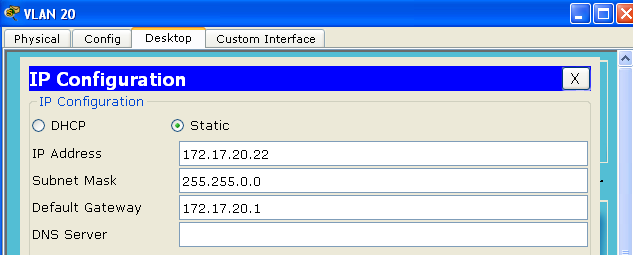 VLAN 20
Physical Config Desktop Custom Interface
IP Configuration X
IP Configuration
DHCP Static
IP Address 172.17.20.22
Subnet Mask 255.255.0.0
Default Gateway 172.17.20.1
DNS Server